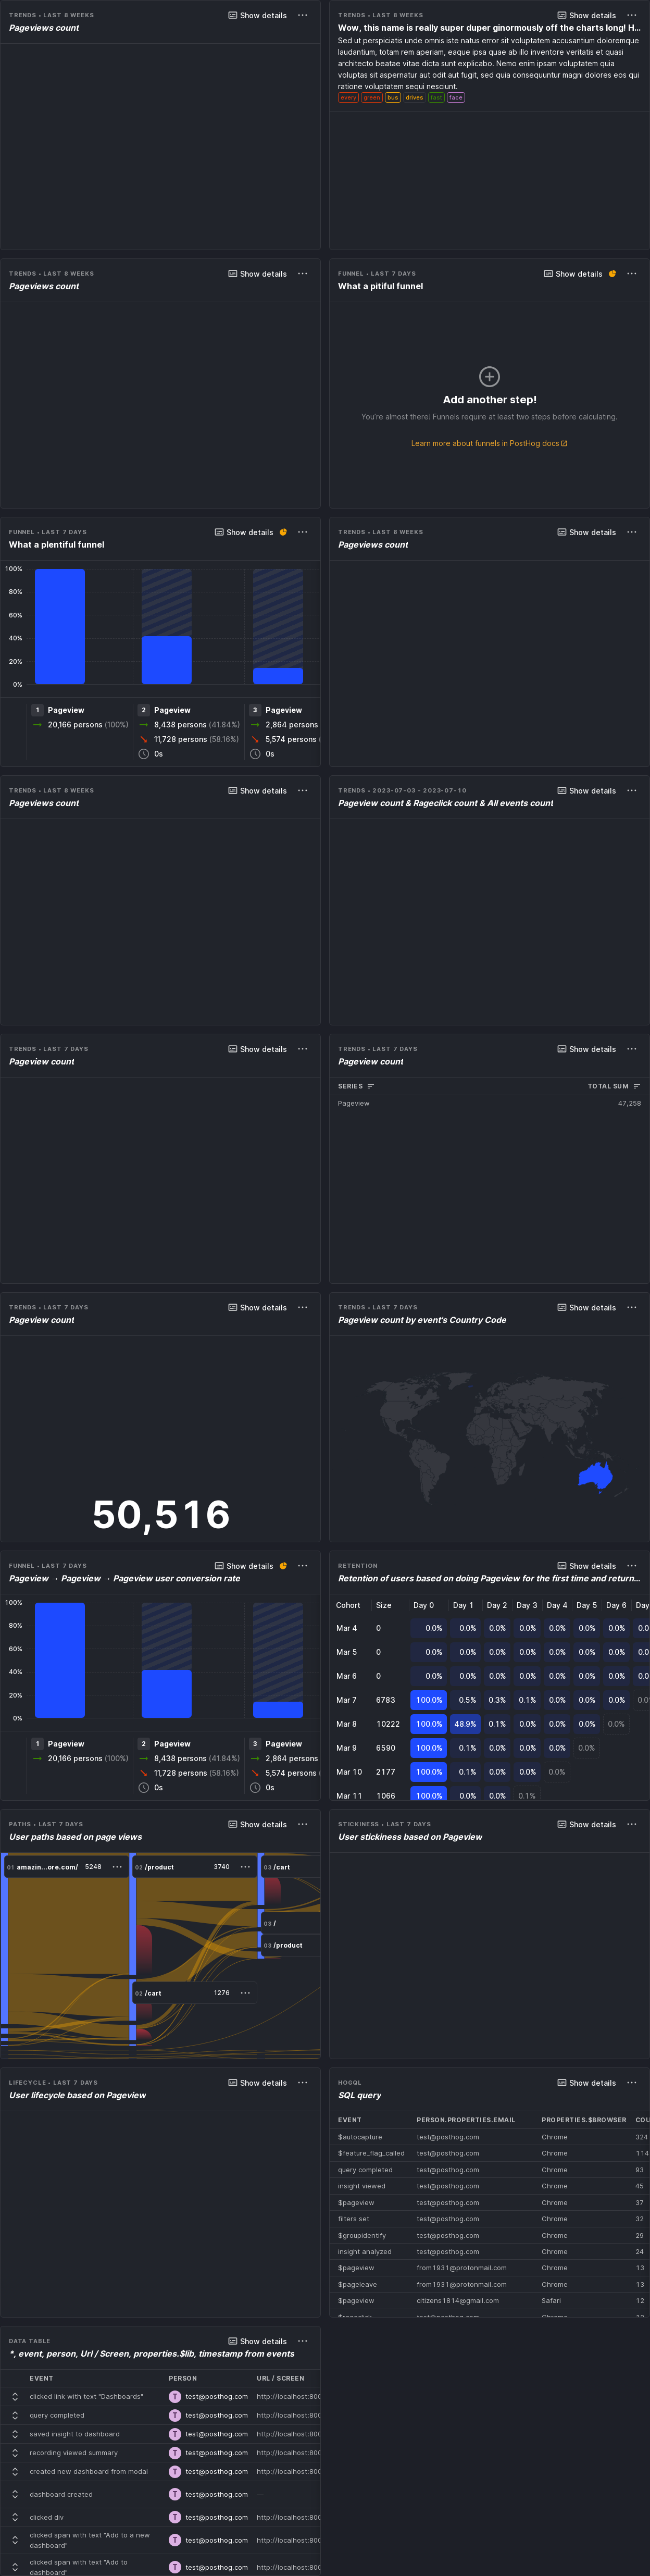 TRENDS • LAST 8 WEEKS
Show details
Pageviews count
TRENDS • LAST 8 WEEKS
Show details
Wow, this name is really super duper ginormously off the charts long! H...
Sed ut perspiciatis unde omnis iste natus error sit voluptatem accusantium doloremque
laudantium, totam rem aperiam, eaque ipsa quae ab illo inventore veritatis et quasi
architecto beatae vitae dicta sunt explicabo. Nemo enim ipsam voluptatem quia
voluptas sit aspernatur aut odit aut fugit, sed quia consequuntur magni dolores eos qui
ratione voluptatem sequi nesciunt.
every green bus drives fast face
TRENDS • LAST 8 WEEKS
Show details
Pageviews count
FUNNEL • LAST 7 DAYS
Show details
What a pitiful funnel
Add another step!
You're almost there! Funnels require at least two steps before calculating.
Learn more about funnels in PostHog docs
FUNNEL • LAST 7 DAYS
Show details
What a plentiful funnel
100%
80%
60%
40%
20%
0%
1 Pageview
20,166 persons (100%)
2 Pageview
8,438 persons (41.84%)
11,728 persons (58.16%)
0s
3 Pageview
2,864 persons
5,574 persons (
0s
TRENDS • LAST 8 WEEKS
Show details
Pageviews count
TRENDS • LAST 8 WEEKS
Show details
Pageviews count
TRENDS • 2023-07-03 - 2023-07-10
Show details
Pageview count & Rageclick count & All events count
TRENDS • LAST 7 DAYS
Show details
Pageview count
TRENDS • LAST 7 DAYS
Show details
Pageview count
SERIES TOTAL SUM
Pageview 47,258
TRENDS • LAST 7 DAYS
Show details
Pageview count
50,516
TRENDS • LAST 7 DAYS
Show details
Pageview count by event's Country Code
FUNNEL • LAST 7 DAYS
Show details
Pageview → Pageview → Pageview user conversion rate
100%
80%
60%
40%
20%
0%
1 Pageview
20,166 persons (100%)
2 Pageview
8,438 persons (41.84%)
11,728 persons (58.16%)
0s
3 Pageview
2,864 persons
5,574 persons (
0s
RETENTION
Show details
Retention of users based on doing Pageview for the first time and return...
Cohort Size Day 0 Day 1 Day 2 Day 3 Day 4 Day 5 Day 6 Day
Mar 4 0 0.0% 0.0% 0.0% 0.0% 0.0% 0.0% 0.0% 0.0
Mar 5 0 0.0% 0.0% 0.0% 0.0% 0.0% 0.0% 0.0% 0.0
Mar 6 0 0.0% 0.0% 0.0% 0.0% 0.0% 0.0% 0.0% 0.0
Mar 7 6783 100.0% 0.5% 0.3% 0.1% 0.0% 0.0% 0.0% 0.0
Mar 8 10222 100.0% 48.9% 0.1% 0.0% 0.0% 0.0% 0.0%
Mar 9 6590 100.0% 0.1% 0.0% 0.0% 0.0% 0.0%
Mar 10 2177 100.0% 0.1% 0.0% 0.0% 0.0%
Mar 11 1066 100.0% 0.0% 0.0% 0.1%
PATHS • LAST 7 DAYS
Show details
User paths based on page views
01 amazin...ore.com/ 5248
02 /product 3740
03 /cart
03 /
03 /product
02 /cart 1276
STICKINESS • LAST 7 DAYS
Show details
User stickiness based on Pageview
LIFECYCLE • LAST 7 DAYS
Show details
User lifecycle based on Pageview
HOGQL
Show details
SQL query
EVENT PERSON.PROPERTIES.EMAIL PROPERTIES.$BROWSER COU
$autocapture test@posthog.com Chrome 324
$feature_flag_called test@posthog.com Chrome 114
query completed test@posthog.com Chrome 93
insight viewed test@posthog.com Chrome 45
$pageview test@posthog.com Chrome 37
filters set test@posthog.com Chrome 32
$groupidentify test@posthog.com Chrome 29
insight analyzed test@posthog.com Chrome 24
$pageview from1931@protonmail.com Chrome 13
$pageleave from1931@protonmail.com Chrome 13
$pageview citizens1814@gmail.com Safari 12
DATA TABLE
Show details
*, event, person, Url / Screen, properties.$lib, timestamp from events
EVENT PERSON URL / SCREEN
clicked link with text "Dashboards" T test@posthog.com http://localhost:800
query completed T test@posthog.com http://localhost:800
saved insight to dashboard T test@posthog.com http://localhost:800
recording viewed summary T test@posthog.com http://localhost:800
created new dashboard from modal T test@posthog.com http://localhost:800
dashboard created T test@posthog.com —
clicked div T test@posthog.com http://localhost:800
clicked span with text "Add to a new
dashboard" T test@posthog.com http://localhost:800
clicked span with text "Add to
dashboard" T test@posthog.com http://localhost:800